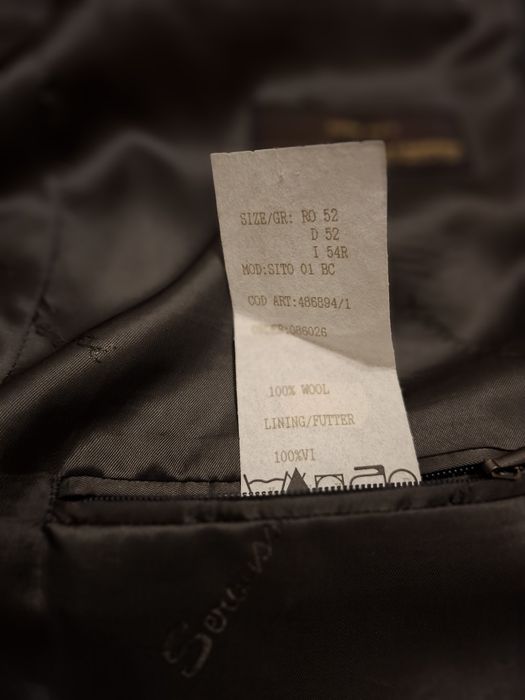 SIZE/GR: RO 52
D 52
I 54R
MOD:SITO 01 BC
COD ART:486894/1
:086026
100% WOOL
LINING/FUTTER
100%VI